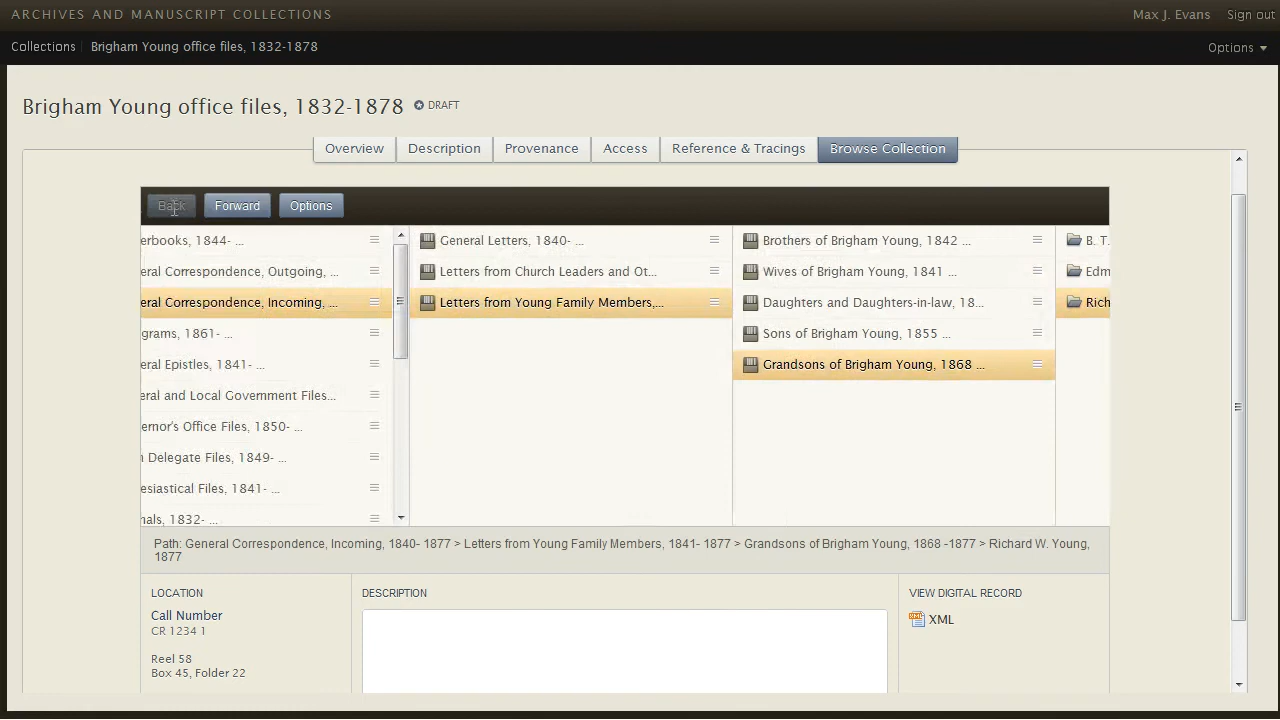 ARCHIVES AND MANUSCRIPT COLLECTIONS
Max J. Evans Sign out
Collections Brigham Young office files, 1832-1878
Options
Brigham Young office files, 1832-1878 DRAFT
Overview Description Provenance Access Reference & Tracings Browse Collection
Back Forward Options
erbooks, 1844- ...
eral Correspondence, Outgoing, ...
eral Correspondence, Incoming, ...
grams, 1861- ...
eral Epistles, 1841- ...
eral and Local Government Files...
ernor's Office Files, 1850- ...
n Delegate Files, 1849- ...
esiastical Files, 1841- ...
nals, 1832- ...
General Letters, 1840- ...
Letters from Church Leaders and Ot...
Letters from Young Family Members,...
Brothers of Brigham Young, 1842 ...
Wives of Brigham Young, 1841 ...
Daughters and Daughters-in-law, 18...
Sons of Brigham Young, 1855 ...
Grandsons of Brigham Young, 1868 ...
B. T.
Edm
Rich
Path: General Correspondence, Incoming, 1840- 1877 > Letters from Young Family Members, 1841- 1877 > Grandsons of Brigham Young, 1868 -1877 > Richard W. Young,
1877
LOCATION
Call Number
CR 1234 1
Reel 58
Box 45, Folder 22
DESCRIPTION
VIEW DIGITAL RECORD
XML